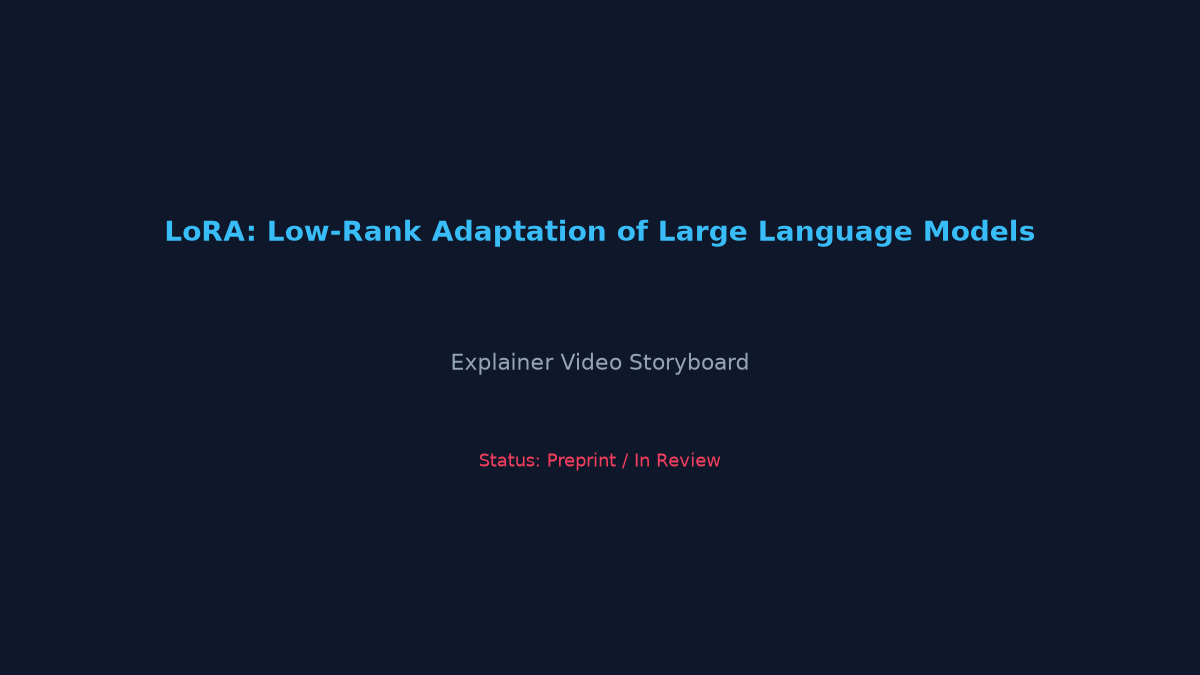 LoRA: Low-Rank Adaptation of Large Language Models
Explainer Video Storyboard
Status: Preprint / In Review